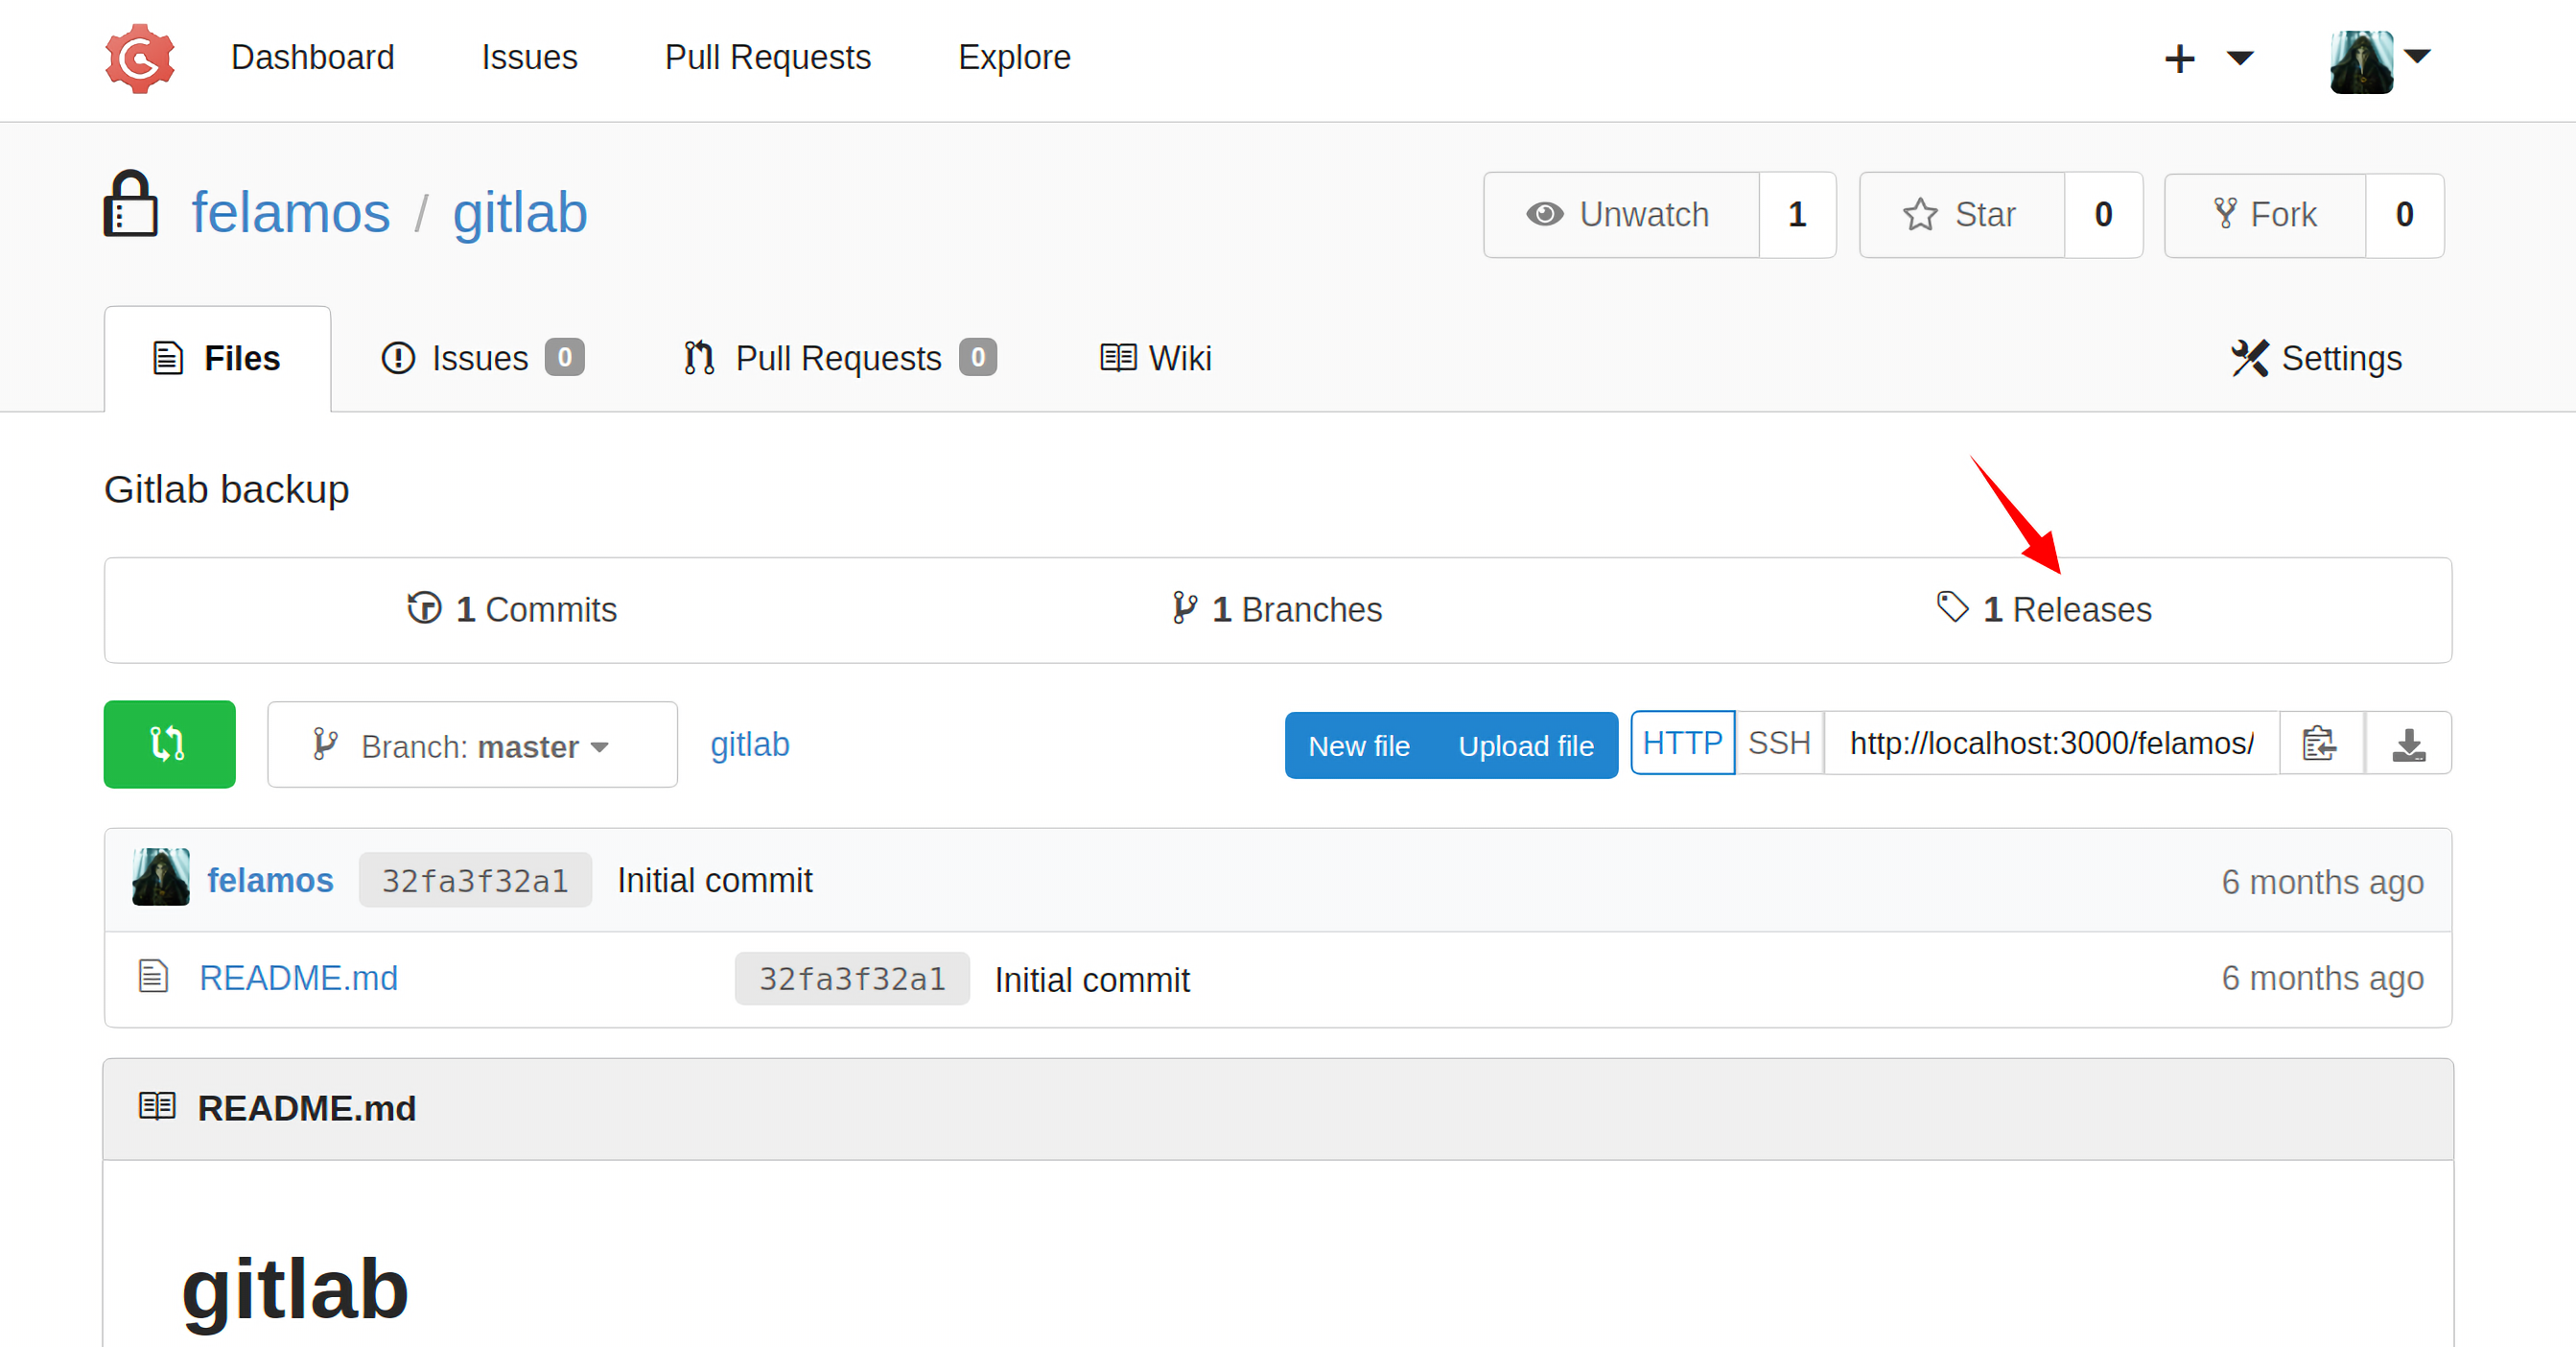 Dashboard Issues Pull Requests Explore
felamos / gitlab Unwatch 1 Star 0 Fork 0
Files Issues 0 Pull Requests 0 Wiki Settings
Gitlab backup
1 Commits 1 Branches 1 Releases
Branch: master gitlab New file Upload file HTTP SSH http://localhost:3000/felamos/
felamos 32fa3f32a1 Initial commit 6 months ago
README.md 32fa3f32a1 Initial commit 6 months ago
README.md
gitlab